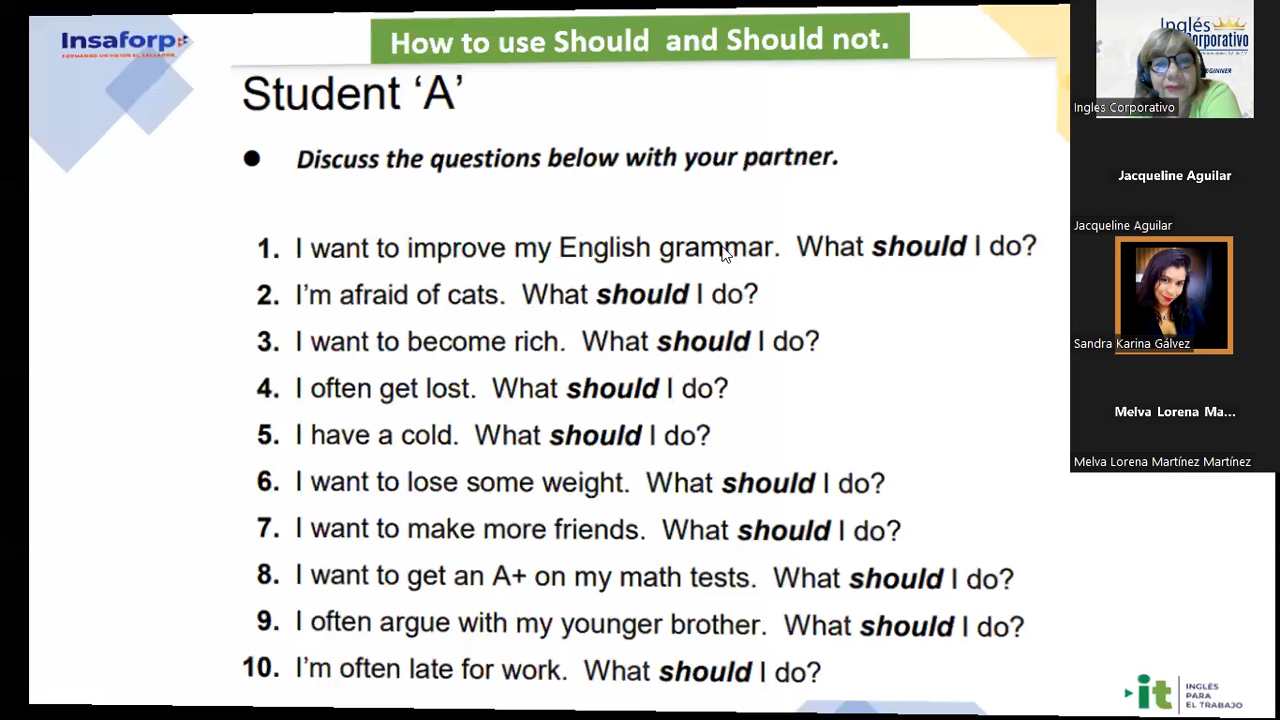 Insaforp
How to use Should and Should not.
Student ‘A’
● Discuss the questions below with your partner.
1. I want to improve my English grammar. What should I do?
2. I'm afraid of cats. What should I do?
3. I want to become rich. What should I do?
4. I often get lost. What should I do?
5. I have a cold. What should I do?
6. I want to lose some weight. What should I do?
7. I want to make more friends. What should I do?
8. I want to get an A+ on my math tests. What should I do?
9. I often argue with my younger brother. What should I do?
10. I'm often late for work. What should I do?
Inglés
Corporativo
Ingles Corporativo
Jacqueline Aguilar
Jacqueline Aguilar
Sandra Karina Gálvez
Melva Lorena Ma...
Melva Lorena Martínez Martínez
it
INGLÉS
PARA
EL TRABAJO